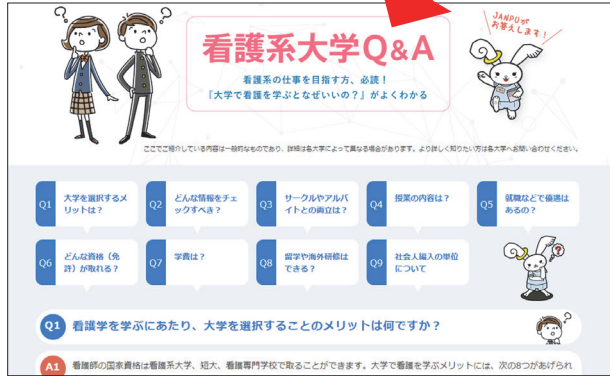 看護系大学Q&A
JANPUが
お答えします！
看護系の仕事を目指す方、必読！
『大学で看護を学ぶとなぜいいの？』がよくわかる
ここでご紹介している内容は一般的なものであり、詳細は各大学によって異なる場合があります。より詳しく知りたい方は各大学へお問い合わせください。
Q1 大学を選択するメ
リットは？
Q2 どんな情報をチェ
ックすべき？
Q3 サークルやアルバ
イトとの両立は？
Q4 授業の内容は？
Q5 就職などで優遇は
あるの？
Q6 どんな資格（免
許）が取れる？
Q7 学費は？
Q8 留学や海外研修は
できる？
Q9 社会人編入の単位
について
Q1 看護学を学ぶにあたり、大学を選択することのメリットは何ですか？
A1 看護師の国家資格は看護系大学、短大、看護専門学校で取ることができます。大学で看護を学ぶメリットには、次の8つがあげられ